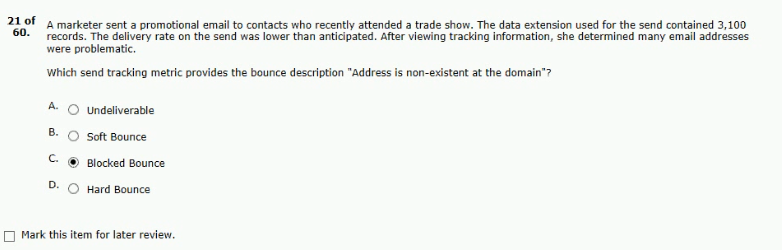 21 of 60.
A marketer sent a promotional email to contacts who recently attended a trade show. The data extension used for the send contained 3,100
records. The delivery rate on the send was lower than anticipated. After viewing tracking information, she determined many email addresses
were problematic.
Which send tracking metric provides the bounce description "Address is non-existent at the domain"?
A. Undeliverable
B. Soft Bounce
C. Blocked Bounce
D. Hard Bounce
Mark this item for later review.